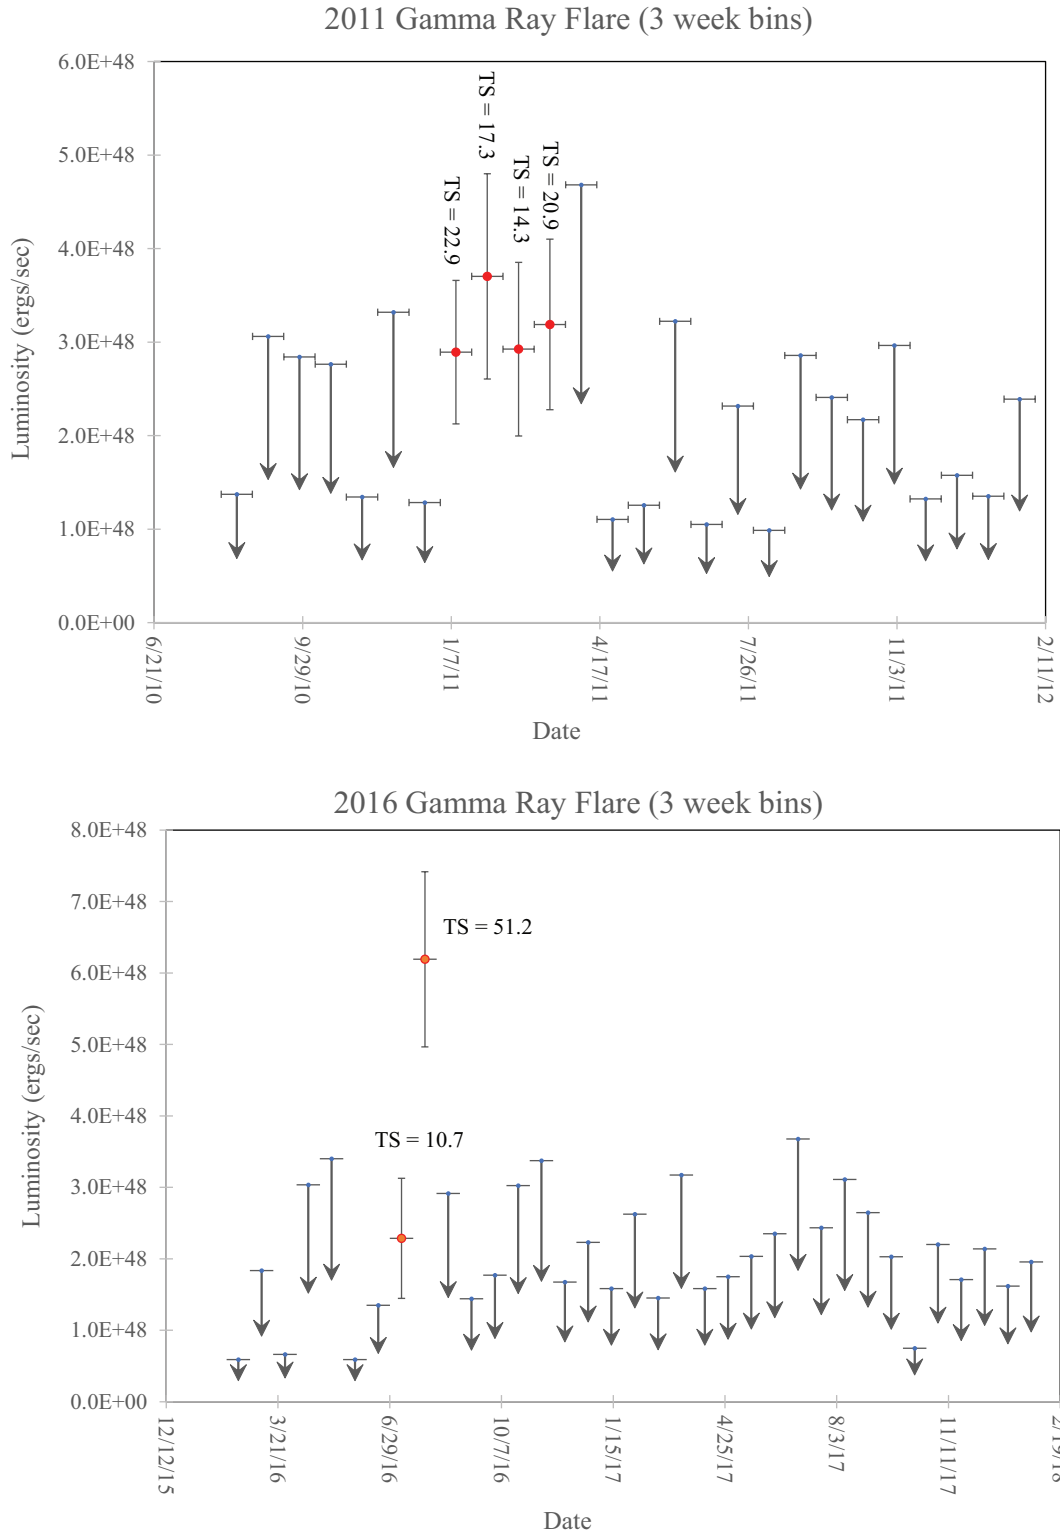 2011 Gamma Ray Flare (3 week bins)
6.0E+48
5.0E+48
4.0E+48
3.0E+48
2.0E+48
1.0E+48
0.0E+00
Luminosity (ergs/sec)
TS = 22.9
TS = 17.3
TS = 14.3
TS = 20.9
6/21/10
9/29/10
1/7/11
4/17/11
7/26/11
11/3/11
2/11/12
Date
2016 Gamma Ray Flare (3 week bins)
8.0E+48
7.0E+48
6.0E+48
5.0E+48
4.0E+48
3.0E+48
2.0E+48
1.0E+48
0.0E+00
Luminosity (ergs/sec)
TS = 51.2
TS = 10.7
12/12/15
3/21/16
6/29/16
10/7/16
1/15/17
4/25/17
8/3/17
11/11/17
2/19/18
Date